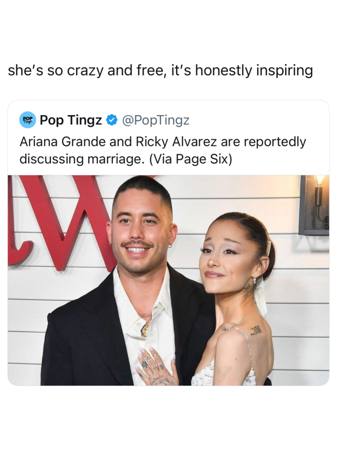 she's so crazy and free, it's honestly inspiring
Pop Tingz @PopTingz
Ariana Grande and Ricky Alvarez are reportedly
discussing marriage. (Via Page Six)